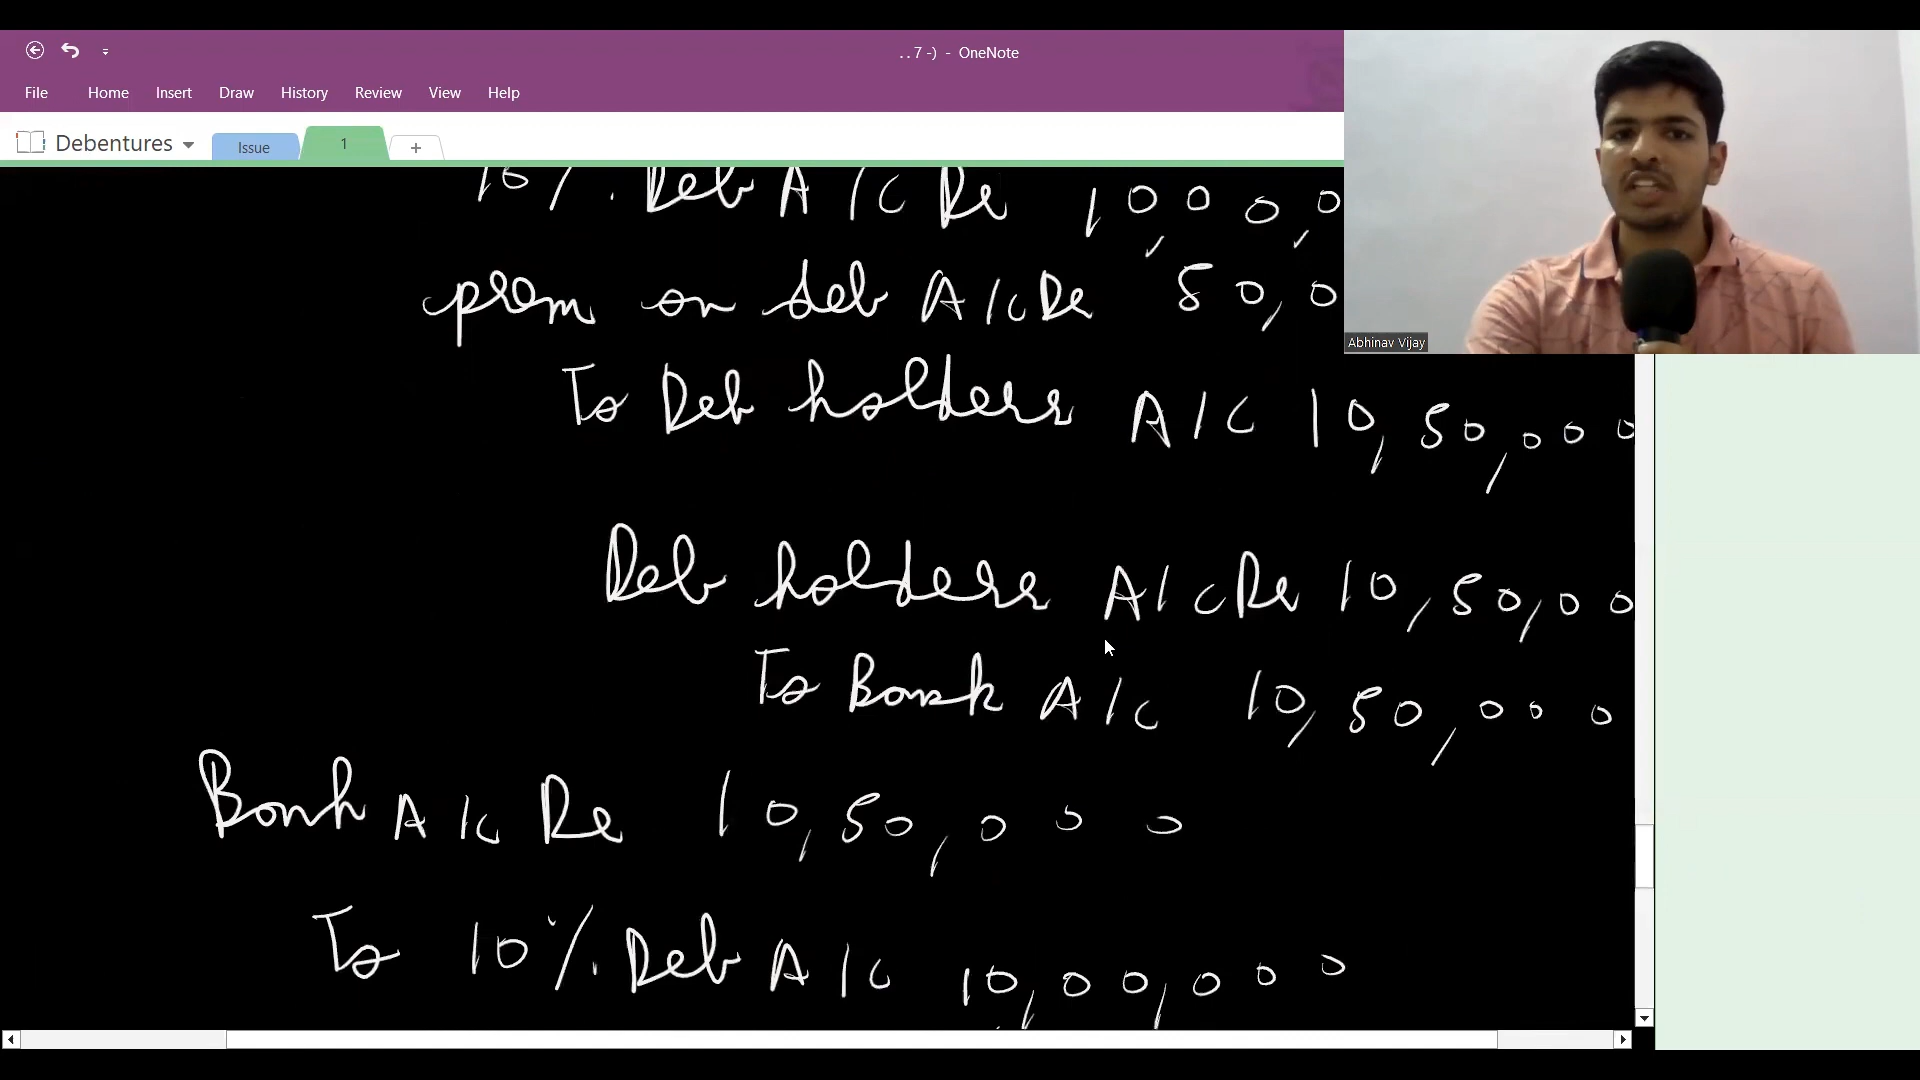 . . 7 -) - OneNote
File Home Insert Draw History Review View Help
Debentures Issue 1 +
Abhinav Vijay
10%. Deb A/c Dr 10,00,0
prem on deb A/c Dr 50,0
To Deb holders A/C 10,50,000
Deb holders A/c Dr 10,50,00
To Bank A/c 10,50,000
Bank A/c Dr 10,50,000
To 10%. Deb A/c 10,00,000